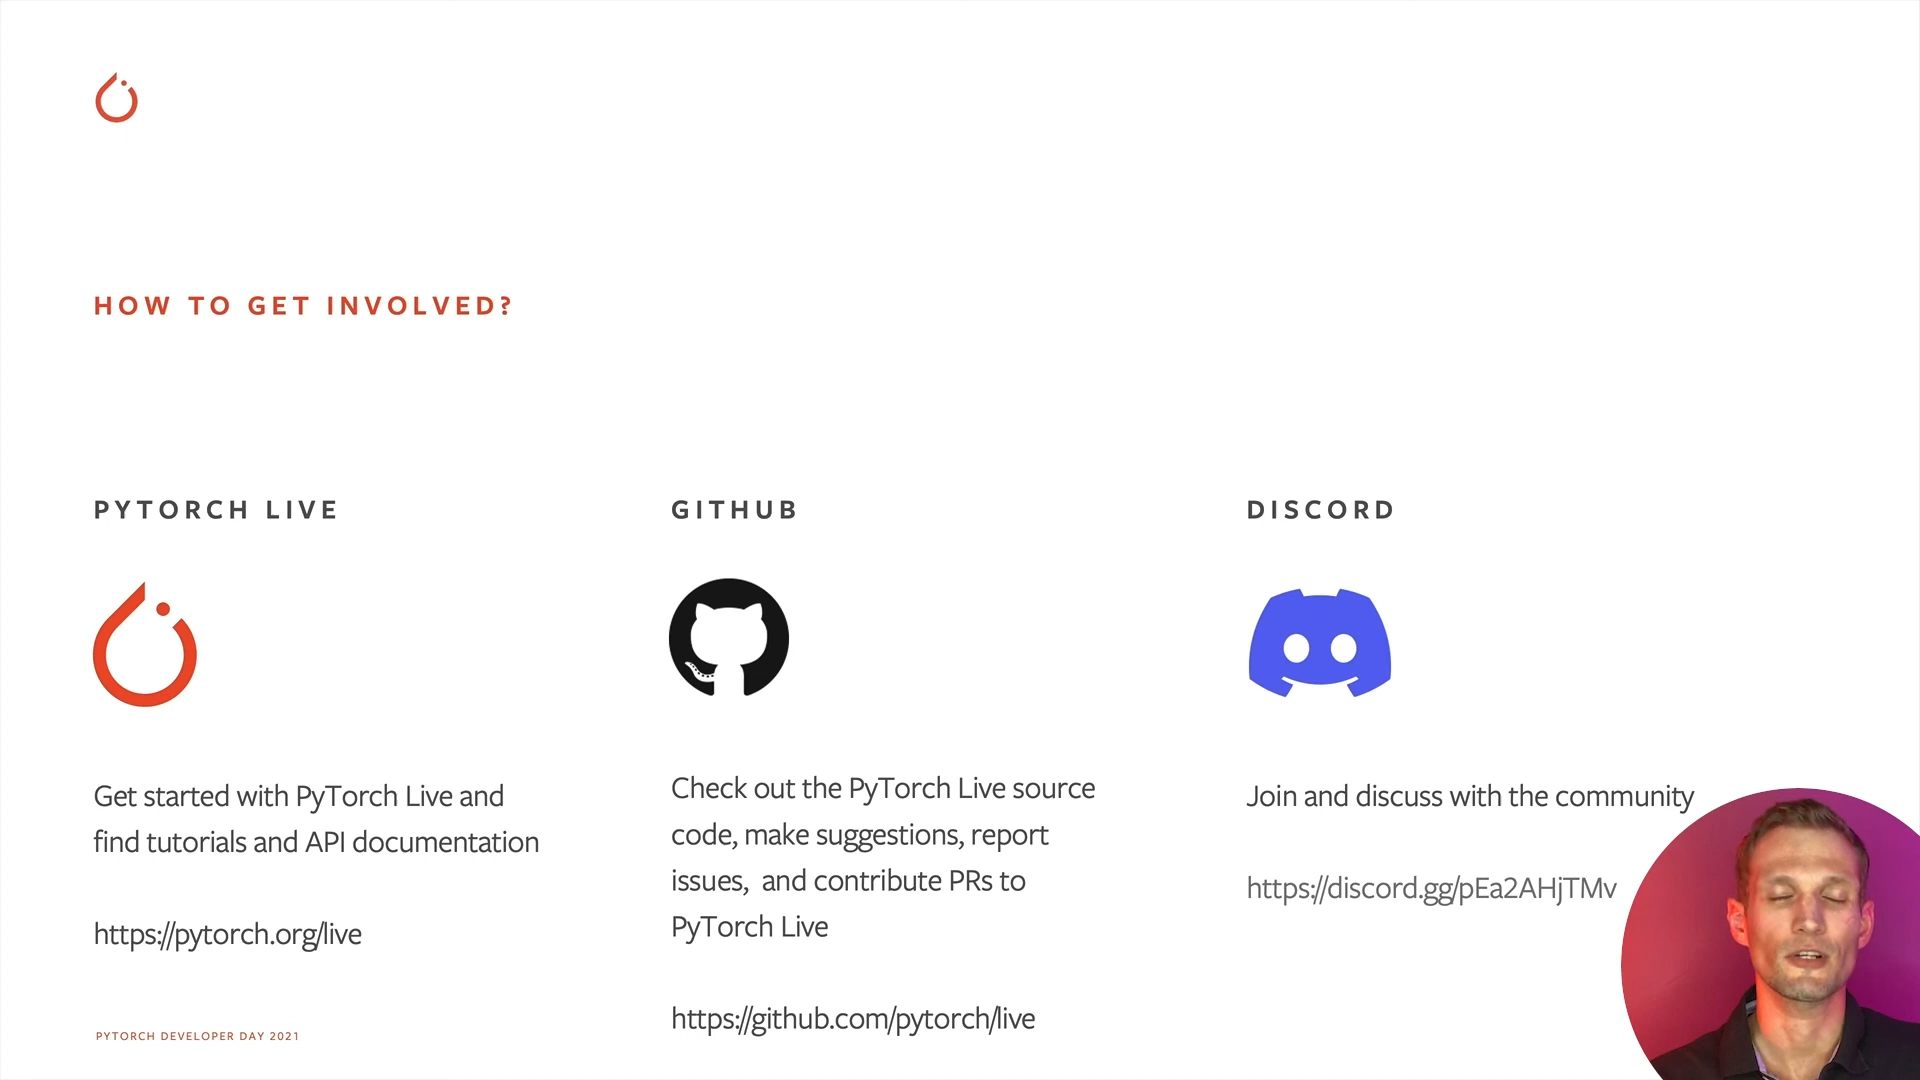 HOW TO GET INVOLVED?
PYTORCH LIVE
Get started with PyTorch Live and
find tutorials and API documentation
https://pytorch.org/live
GITHUB
Check out the PyTorch Live source
code, make suggestions, report
issues,  and contribute PRs to
PyTorch Live
https://github.com/pytorch/live
DISCORD
Join and discuss with the community
https://discord.gg/pEa2AHjTMv
PYTORCH DEVELOPER DAY 2021